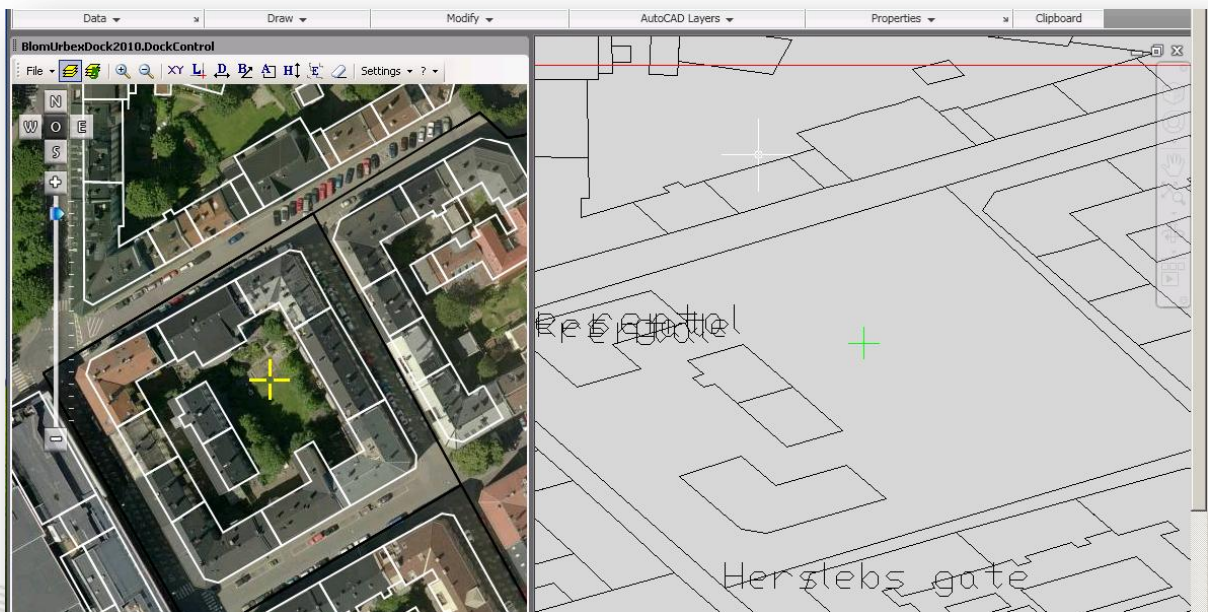 Data Draw Modify AutoCAD Layers Properties Clipboard
BlomUrbexDock2010.DockControl
File XY L D B A H E Settings ?
N
W O E
S
Herslebs gate